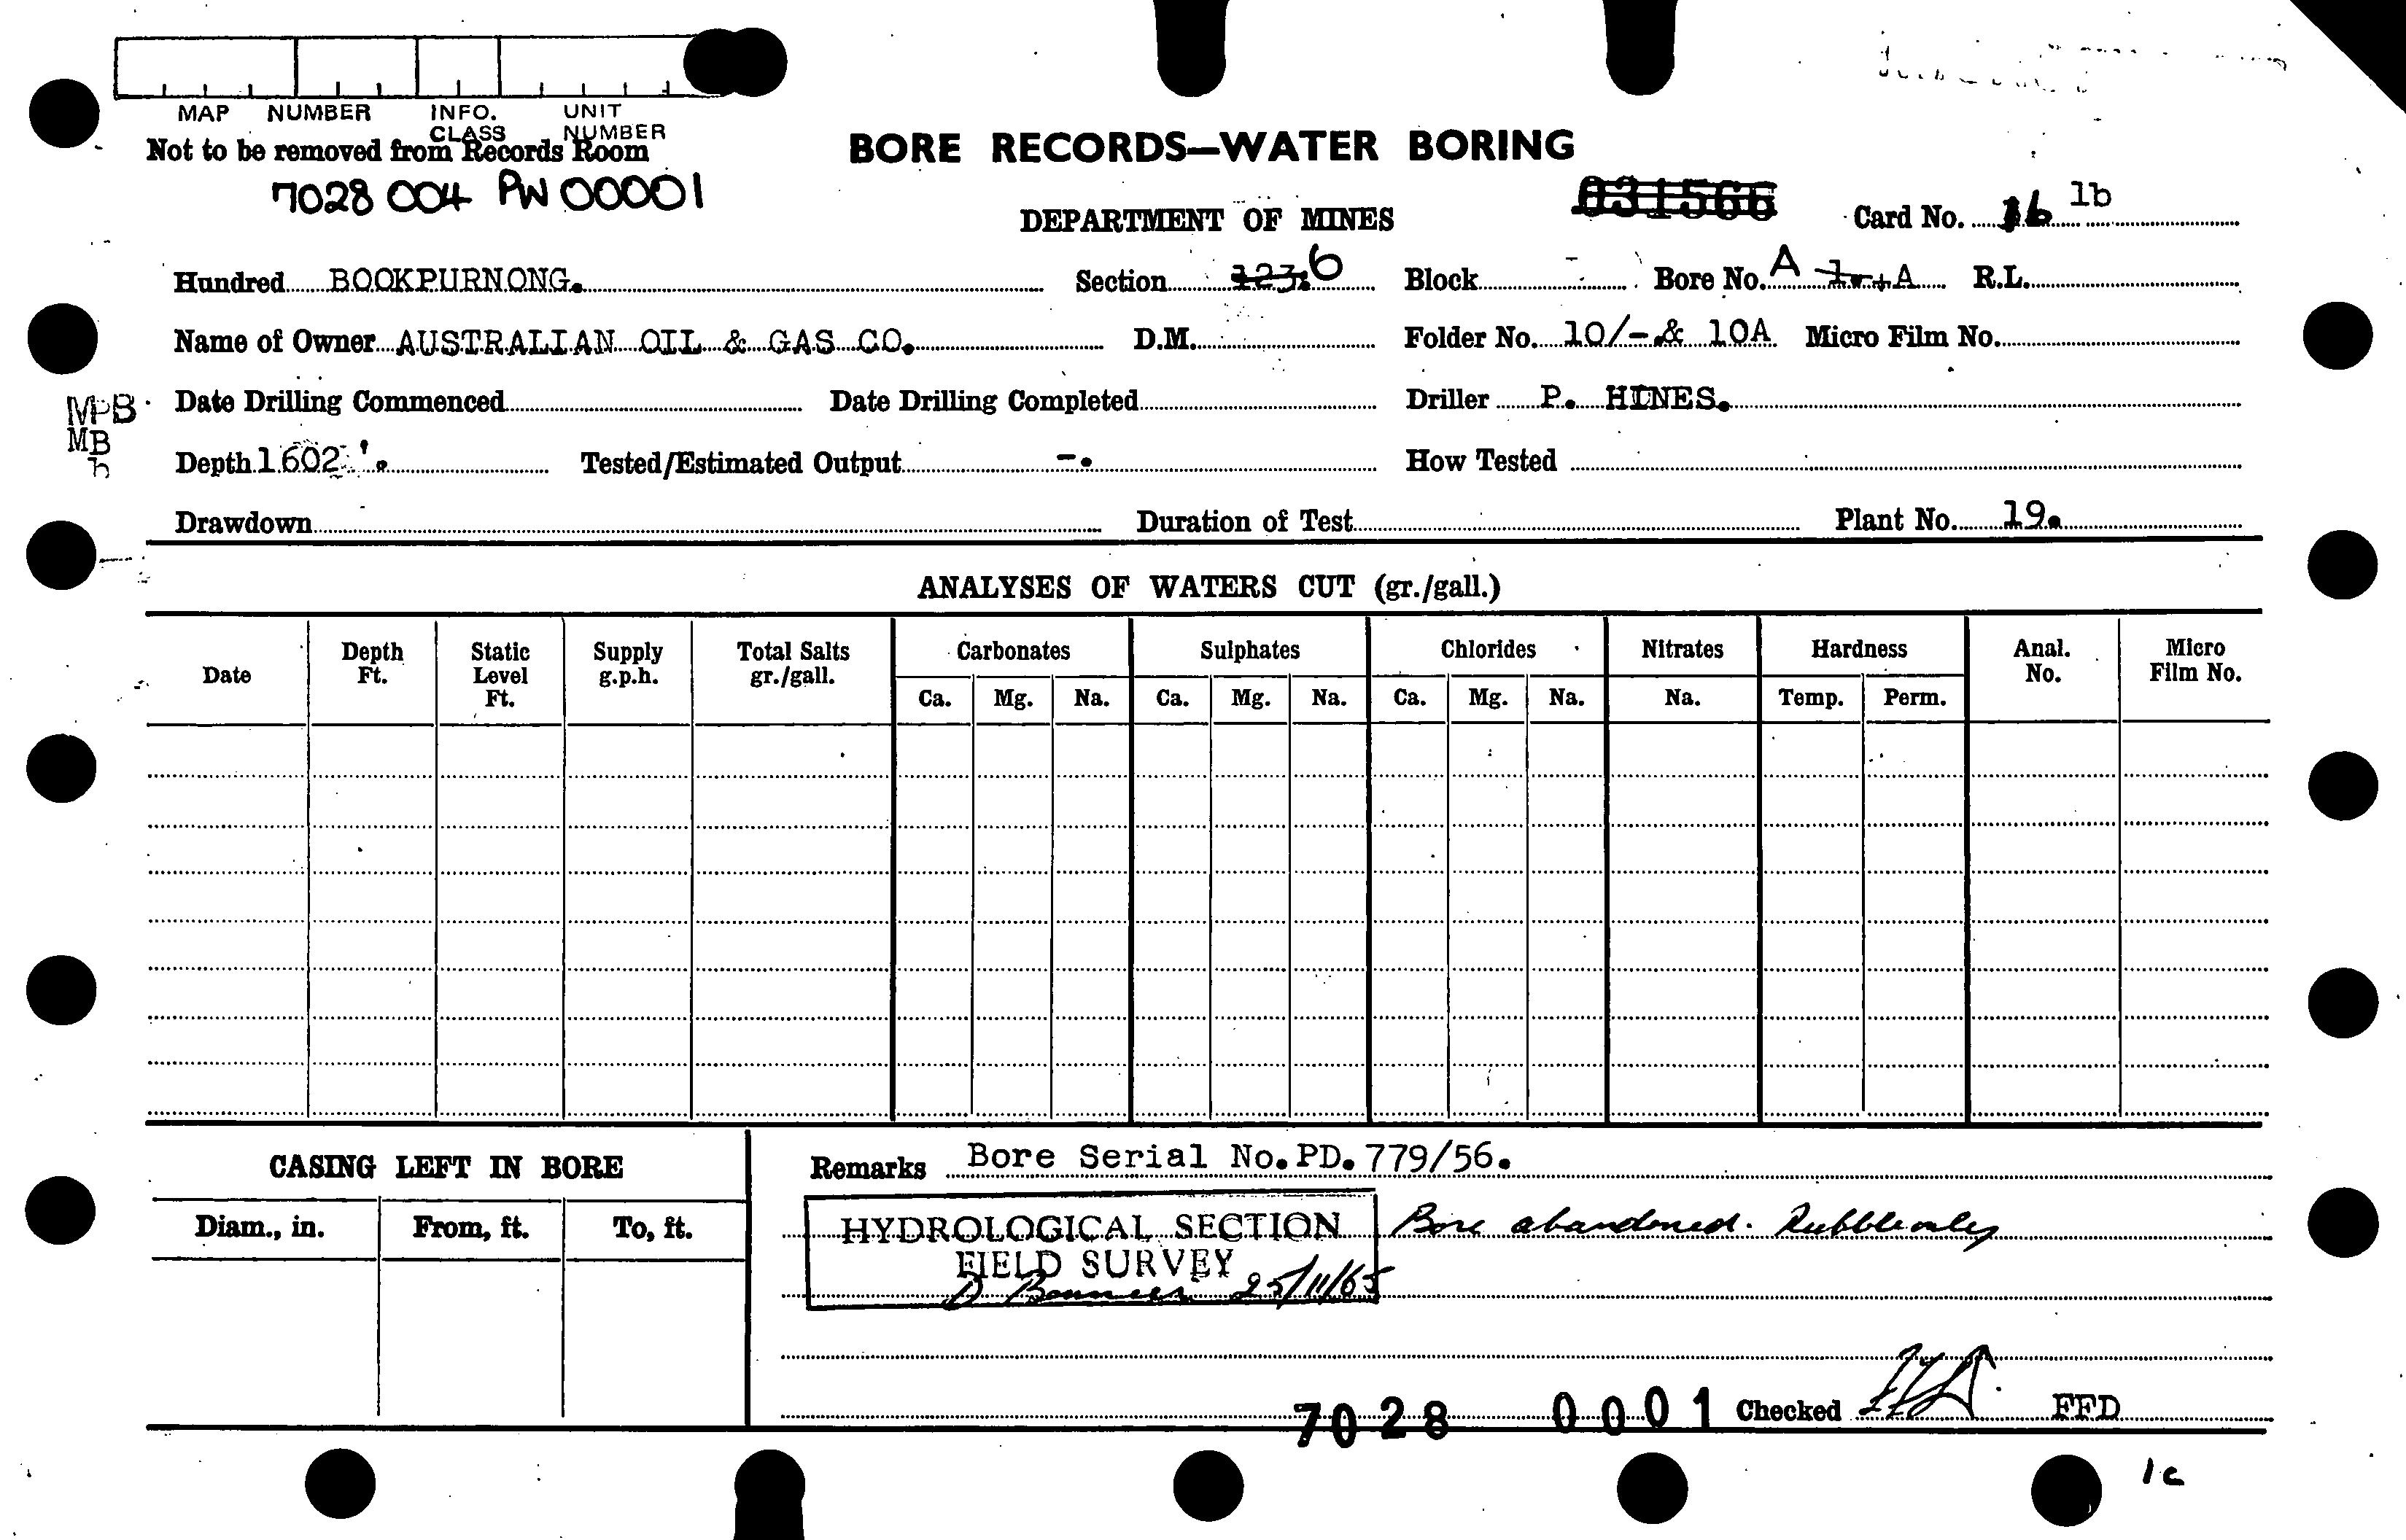 MAP NUMBER INFO. CLASS UNIT NUMBER
Not to be removed from Records Room
7028 004 PW 00001
BORE RECORDS—WATER BORING
DEPARTMENT OF MINES
031566
Card No. 1b 1b
Hundred BOOKPURNONG. Section 123. 6 Block -. Bore No. A 1.+A R.L.
Name of Owner AUSTRALIAN OIL & GAS CO. D.M. Folder No. 10/- & 10A Micro Film No.
MPB Date Drilling Commenced Date Drilling Completed Driller P. HINES.
MB
h Depth 1602'. Tested/Estimated Output -. How Tested
Drawdown Duration of Test Plant No. 19.
ANALYSES OF WATERS CUT (gr./gall.)
Date Depth Ft. Static Level Ft. Supply g.p.h. Total Salts gr./gall. Carbonates Sulphates Chlorides Nitrates Hardness Anal. No. Micro Film No.
Ca. Mg. Na. Ca. Mg. Na. Ca. Mg. Na. Na. Temp. Perm.
CASING LEFT IN BORE
Diam., in. From, ft. To, ft.
Remarks Bore Serial No. PD. 779/56.
HYDROLOGICAL SECTION Bore abandoned. Rubble only
FIELD SURVEY
25/11/65
7028 0001 Checked FFD
1c